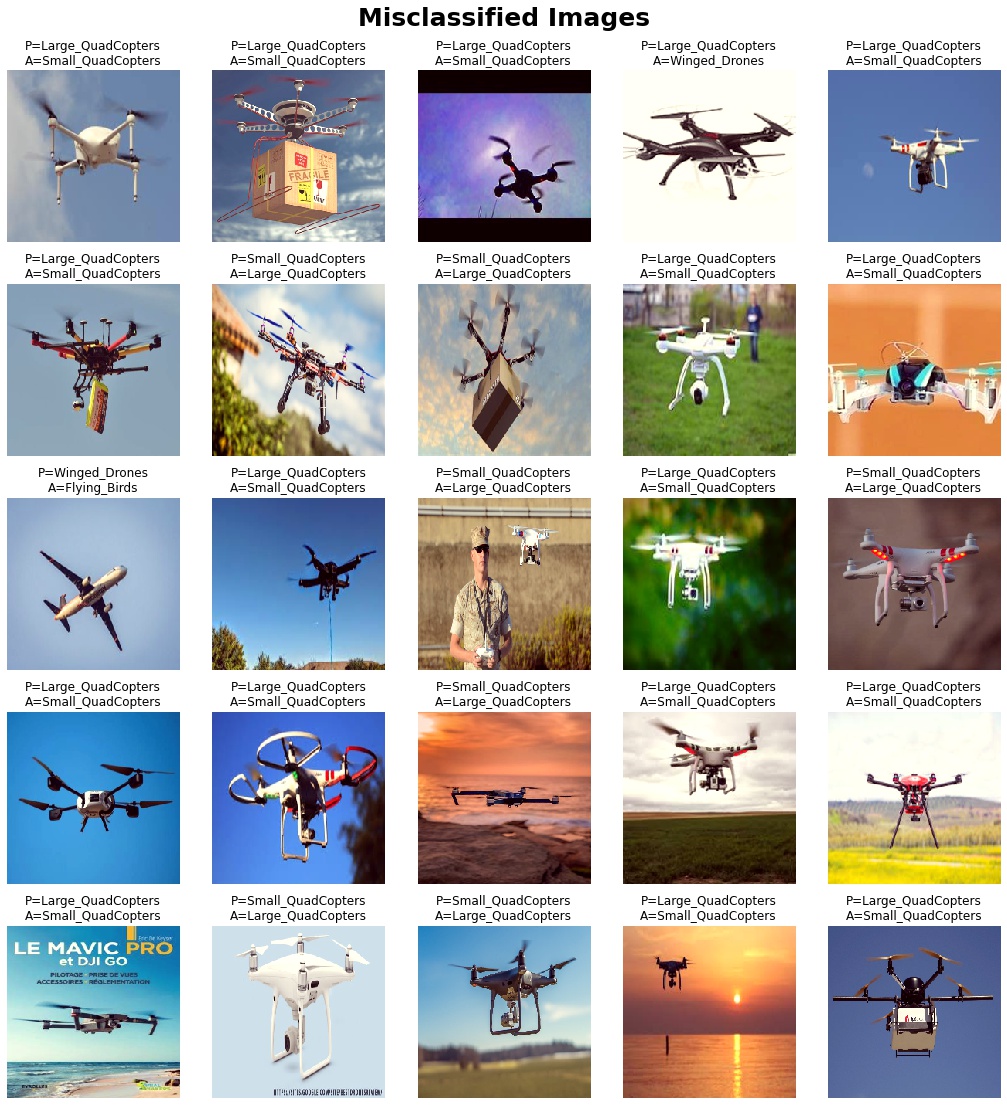 Misclassified Images
P=Large_QuadCopters
A=Small_QuadCopters
P=Large_QuadCopters
A=Small_QuadCopters
P=Large_QuadCopters
A=Small_QuadCopters
P=Large_QuadCopters
A=Winged_Drones
P=Large_QuadCopters
A=Small_QuadCopters
FRAGILE
P=Large_QuadCopters
A=Small_QuadCopters
P=Small_QuadCopters
A=Large_QuadCopters
P=Small_QuadCopters
A=Large_QuadCopters
P=Large_QuadCopters
A=Small_QuadCopters
P=Large_QuadCopters
A=Small_QuadCopters
P=Winged_Drones
A=Flying_Birds
P=Large_QuadCopters
A=Small_QuadCopters
P=Small_QuadCopters
A=Large_QuadCopters
P=Large_QuadCopters
A=Small_QuadCopters
P=Small_QuadCopters
A=Large_QuadCopters
P=Large_QuadCopters
A=Small_QuadCopters
P=Large_QuadCopters
A=Small_QuadCopters
P=Small_QuadCopters
A=Large_QuadCopters
P=Large_QuadCopters
A=Small_QuadCopters
P=Large_QuadCopters
A=Small_QuadCopters
P=Large_QuadCopters
A=Small_QuadCopters
P=Small_QuadCopters
A=Large_QuadCopters
P=Small_QuadCopters
A=Large_QuadCopters
P=Large_QuadCopters
A=Small_QuadCopters
P=Large_QuadCopters
A=Small_QuadCopters
LE MAVIC PRO
et DJI GO
PILOTAGE PRISE DE VUES
ACCESSOIRES RÉGLEMENTATION
EYROLLES